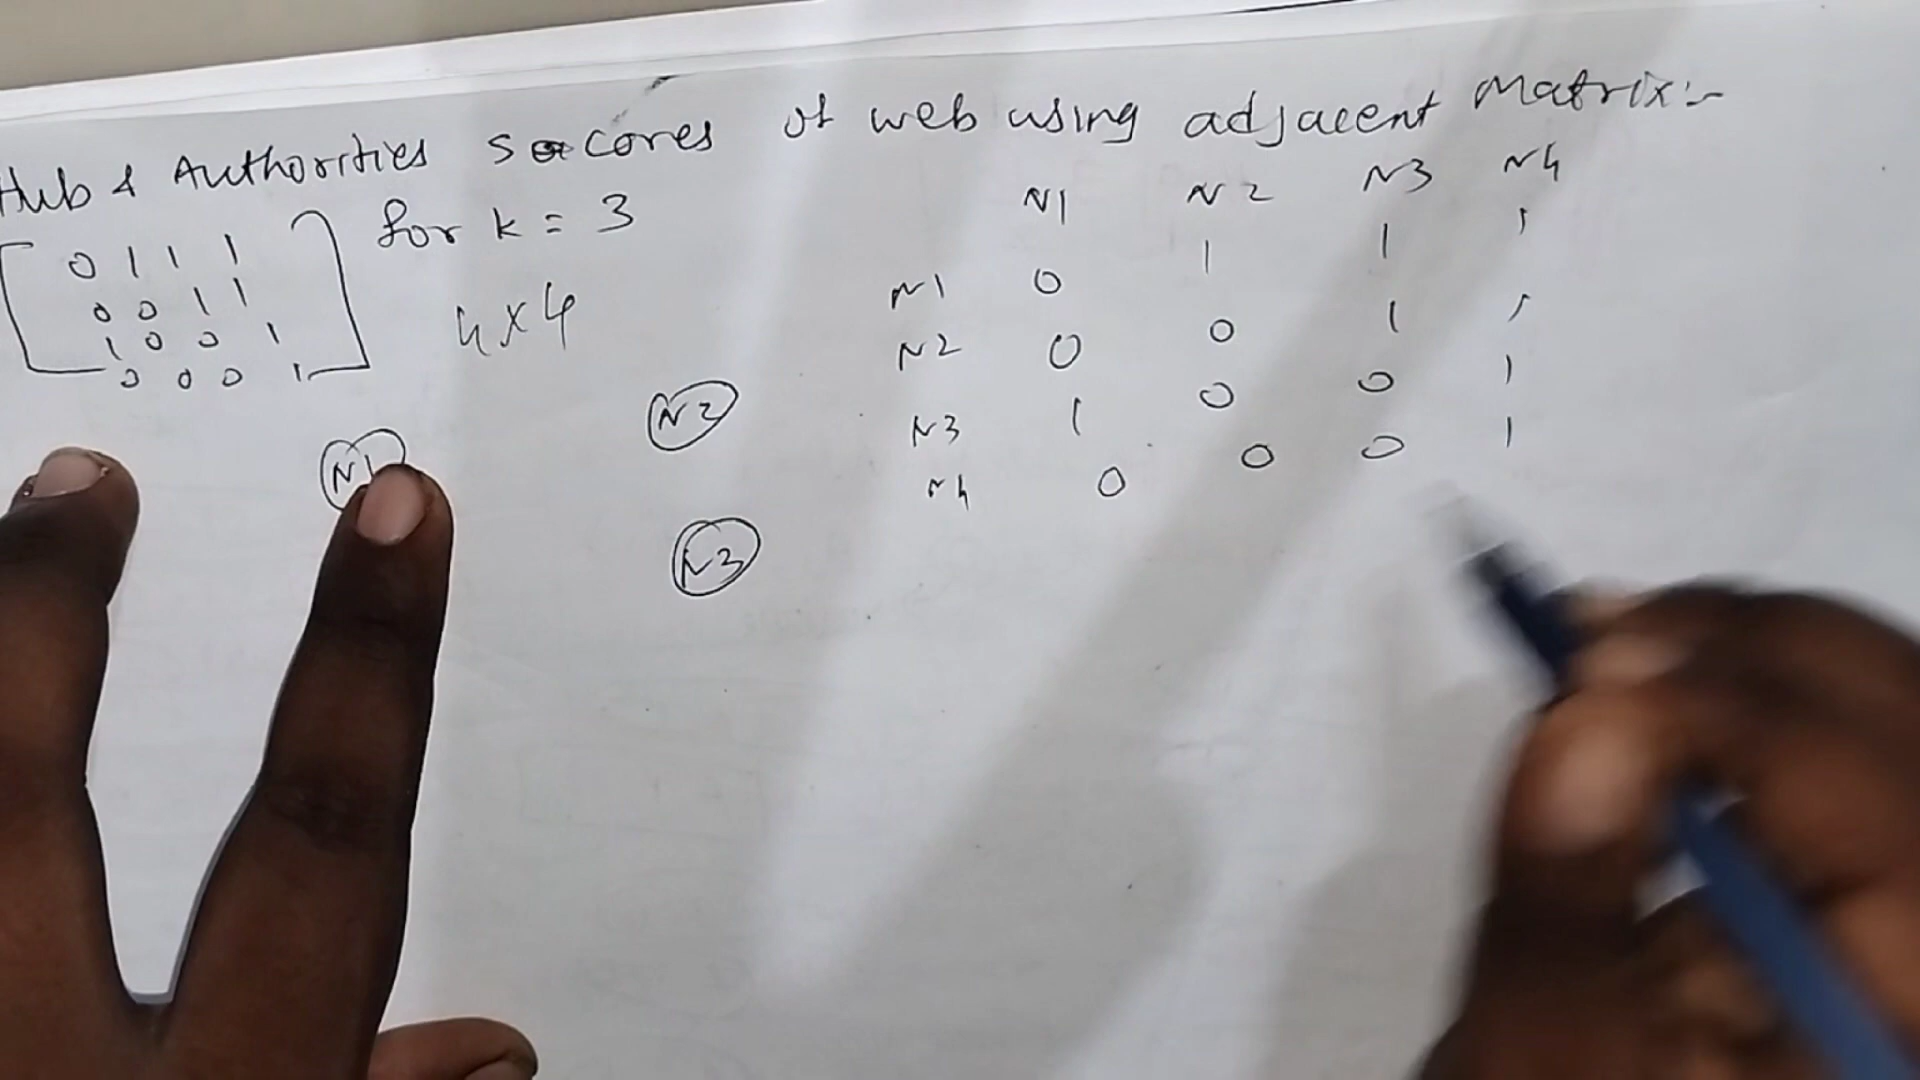 Hub & Authorities scores of web using adjacent Matrix:-
for k = 3
0 1 1 1
0 0 1 1
1 0 0 1
0 0 0 1
4x4
N1 N2 N3 N4
N1 0 1 1 1
N2 0 0 1 1
N3 1 0 0 1
N4 0 0 0 1
N1
N2
N3